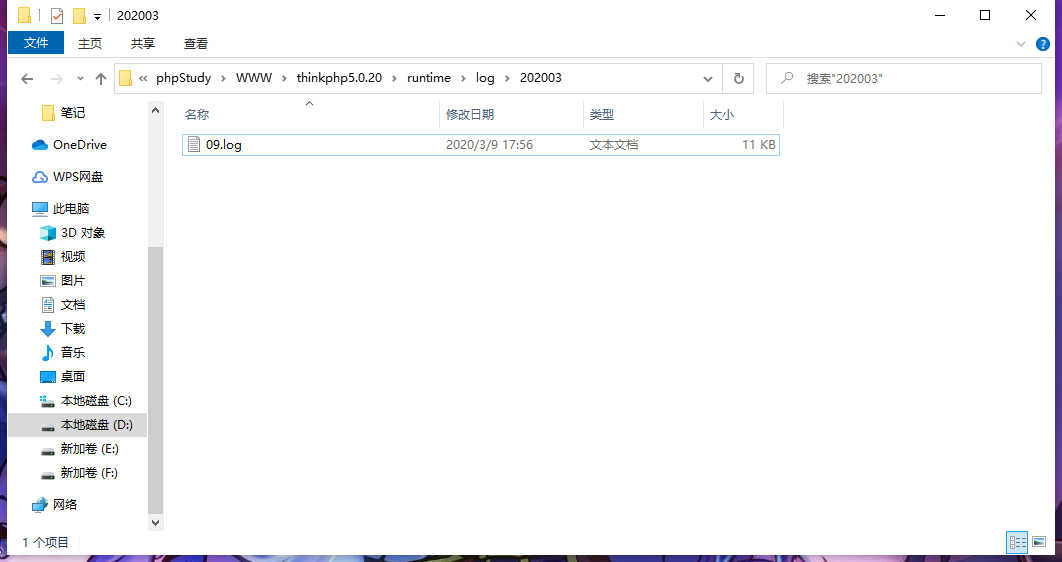 202003
文件 主页 共享 查看
« phpStudy › WWW › thinkphp5.0.20 › runtime › log › 202003
搜索"202003"
名称 修改日期 类型 大小
09.log 2020/3/9 17:56 文本文档 11 KB
笔记
OneDrive
WPS网盘
此电脑
3D 对象
视频
图片
文档
下载
音乐
桌面
本地磁盘 (C:)
本地磁盘 (D:)
新加卷 (E:)
新加卷 (F:)
网络
1 个项目